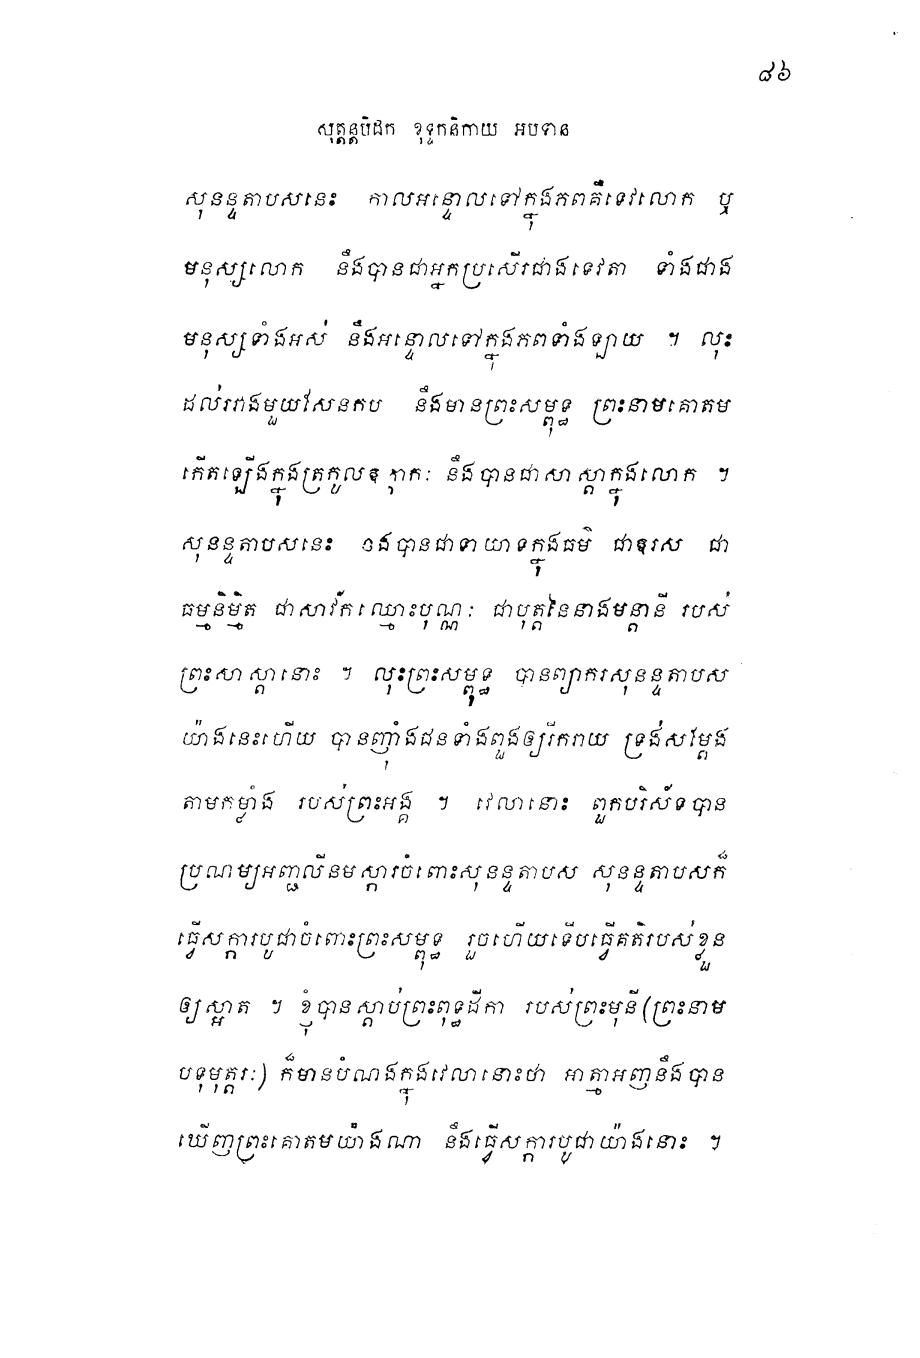 ៨៦
សុត្តន្តបិដក ខុទ្ទកនិកាយ អបទាន
សុនន្ទតាបសនេះ កាលអន្ទោលទៅក្នុងភពគឺទេវលោក ឬ
មនុស្សលោក នឹងបានជាអ្នកប្រសើរជាងទេវតា ទាំងជាង
មនុស្សទាំងអស់ នឹងអន្ទោលទៅក្នុងភពទាំងឡាយ ។ លុះ
ដល់រវាងមួយសែនកប នឹងមានព្រះសម្ពុទ្ធ ព្រះនាមគោតម
កើតឡើងក្នុងត្រកូល នឹងបានជាសាស្តាក្នុងលោក ។
សុនន្ទតាបសនេះ នឹងបានជាទាយាទក្នុងធម៌ ជាឱរស ជា
ធម្មនិម្មិត ជាសាវ័កឈ្មោះបុណ្ណៈ ជាបុត្តនៃនាងមន្តានី របស់
ព្រះសាស្តានោះ ។ លុះព្រះសម្ពុទ្ធ បានព្យាករសុនន្ទតាបស
យ៉ាងនេះហើយ បានញ៉ាំងជនទាំងពួងឲ្យរីករាយ ទ្រង់សម្តែង
តាមកម្លាំង របស់ព្រះអង្គ ។ វេលានោះ ពួកបរិស័ទបាន
ប្រណម្យអញ្ជលីនមស្ការចំពោះសុនន្ទតាបស សុនន្ទតាបសក៏
ធ្វើសក្ការបូជាចំពោះព្រះសម្ពុទ្ធ រួចហើយទើបធ្វើគតិរបស់ខ្លួន
ឲ្យស្អាត ។ ខ្ញុំបានស្តាប់ព្រះពុទ្ធដីកា របស់ព្រះមុនី(ព្រះនាម
បទុមុត្តរៈ) ក៏មានបំណងក្នុងវេលានោះថា អាត្មាអញនឹងបាន
ឃើញព្រះគោតមយ៉ាងណា នឹងធ្វើសក្ការបូជាយ៉ាងនោះ ។